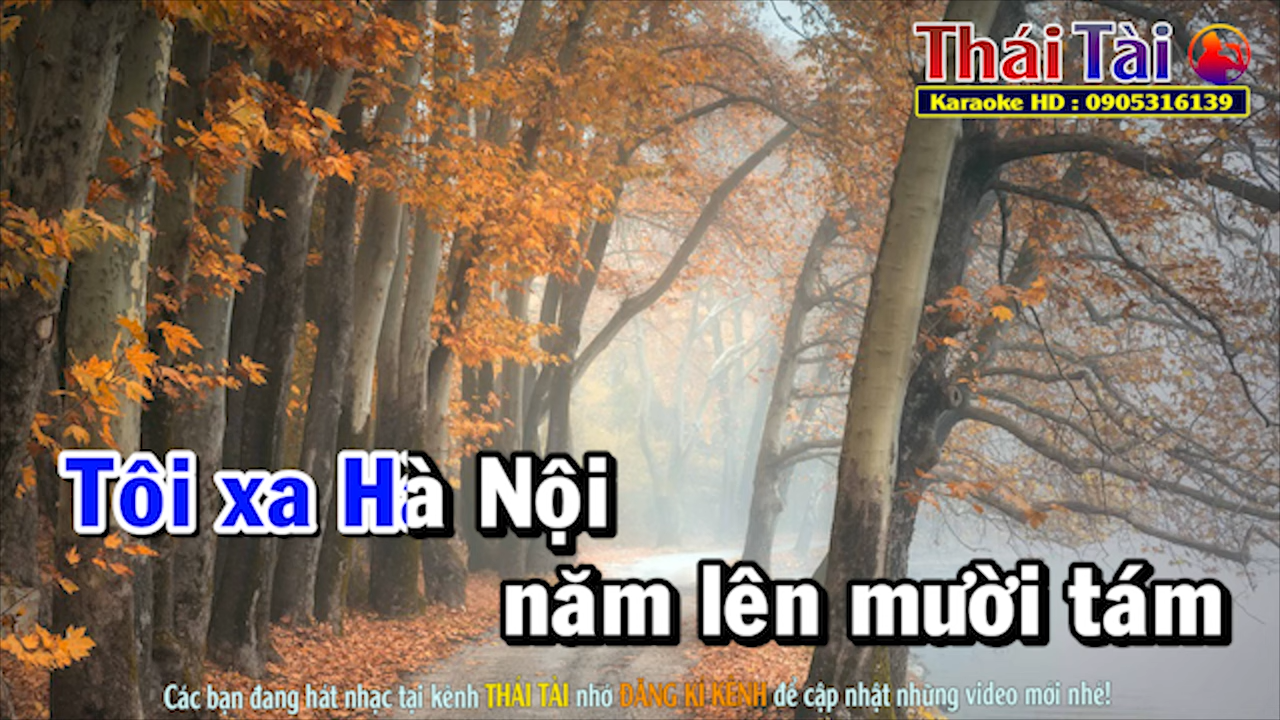 Thái Tài
Karaoke HD : 0905316139
Tôi xa Hà Nội
năm lên mười tám
Các bạn đang hát nhạc tại kênh THÁI TÀI nhớ ĐĂNG KÍ KÊNH để cập nhật những video mới nhé!